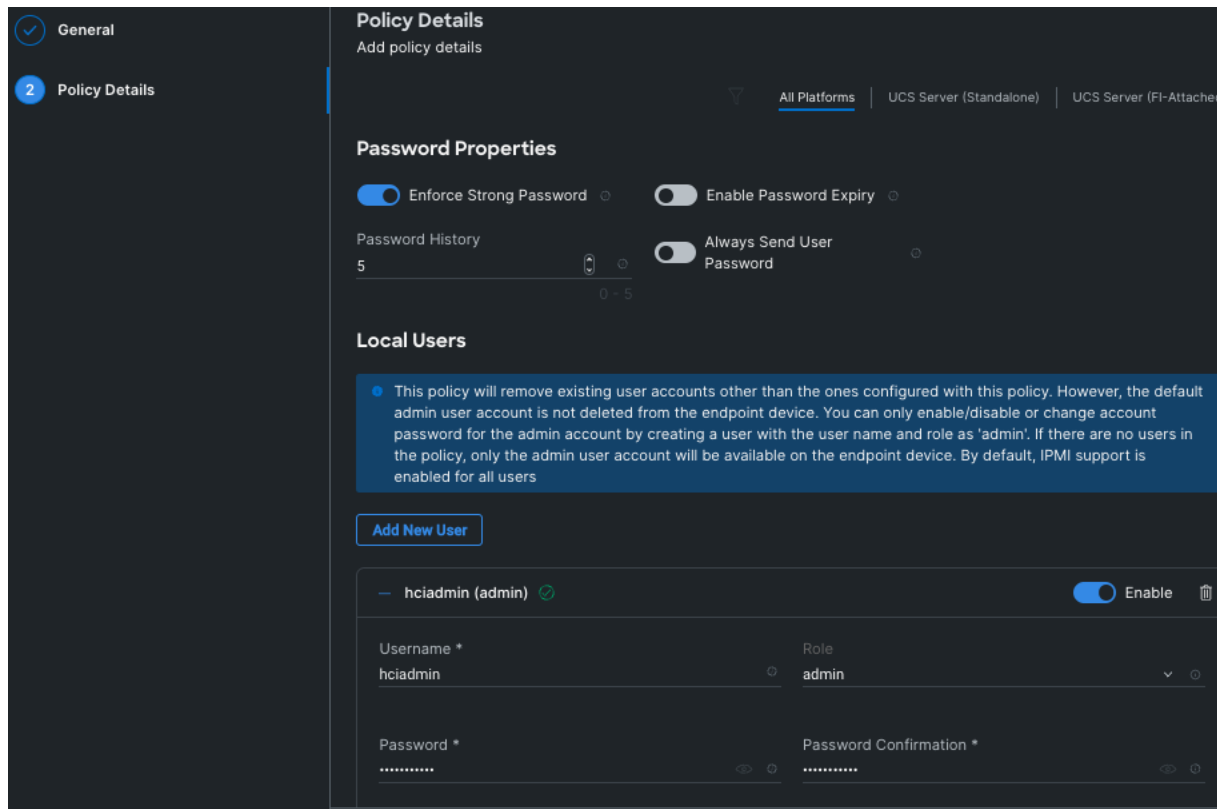 General
2
Policy Details
Policy Details
Add policy details
All Platforms
UCS Server (Standalone)
UCS Server (FI-Attached
Password Properties
Enforce Strong Password
Enable Password Expiry
Password History
5
0 - 5
Always Send User
Password
Local Users
This policy will remove existing user accounts other than the ones configured with this policy. However, the default
admin user account is not deleted from the endpoint device. You can only enable/disable or change account
password for the admin account by creating a user with the user name and role as 'admin'. If there are no users in
the policy, only the admin user account will be available on the endpoint device. By default, IPMI support is
enabled for all users
Add New User
hciadmin (admin)
Enable
Username *
hciadmin
Role
admin
Password *
•••••••••••
Password Confirmation *
•••••••••••